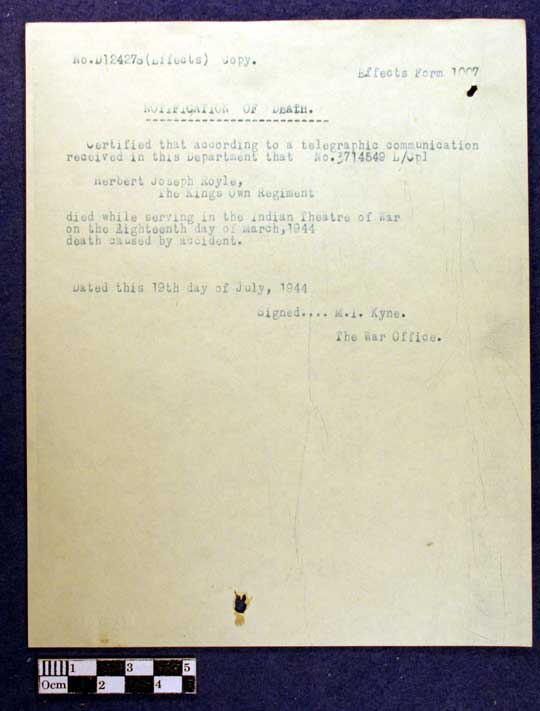 No.D124278(Effects) Copy.
Effects Form 1007
NOTIFICATION OF DEATH.
Certified that according to a telegraphic communication
received in this Department that No.3714549 L/Cpl
Herbert Joseph Royle,
The Kings Own Regiment
died while serving in the Indian Theatre of War
on the Eighteenth day of March,1944
death caused by accident.
Dated this 19th day of July, 1944
Signed.... M.I. Kyne.
The War Office.
1 3 5
0cm 2 4